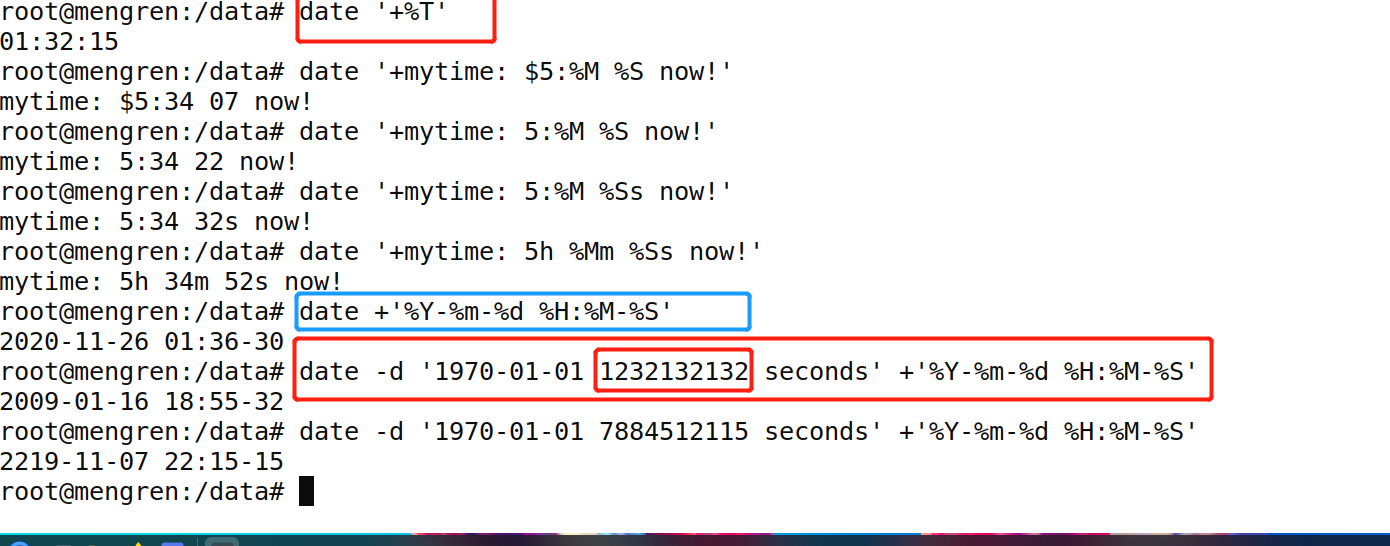 root@mengren:/data# date '+%T'
01:32:15
root@mengren:/data# date '+mytime: $5:%M %S now!'
mytime: $5:34 07 now!
root@mengren:/data# date '+mytime: 5:%M %S now!'
mytime: 5:34 22 now!
root@mengren:/data# date '+mytime: 5:%M %Ss now!'
mytime: 5:34 32s now!
root@mengren:/data# date '+mytime: 5h %Mm %Ss now!'
mytime: 5h 34m 52s now!
root@mengren:/data# date +'%Y-%m-%d %H:%M-%S'
2020-11-26 01:36-30
root@mengren:/data# date -d '1970-01-01 1232132132 seconds' +'%Y-%m-%d %H:%M-%S'
2009-01-16 18:55-32
root@mengren:/data# date -d '1970-01-01 7884512115 seconds' +'%Y-%m-%d %H:%M-%S'
2219-11-07 22:15-15
root@mengren:/data#